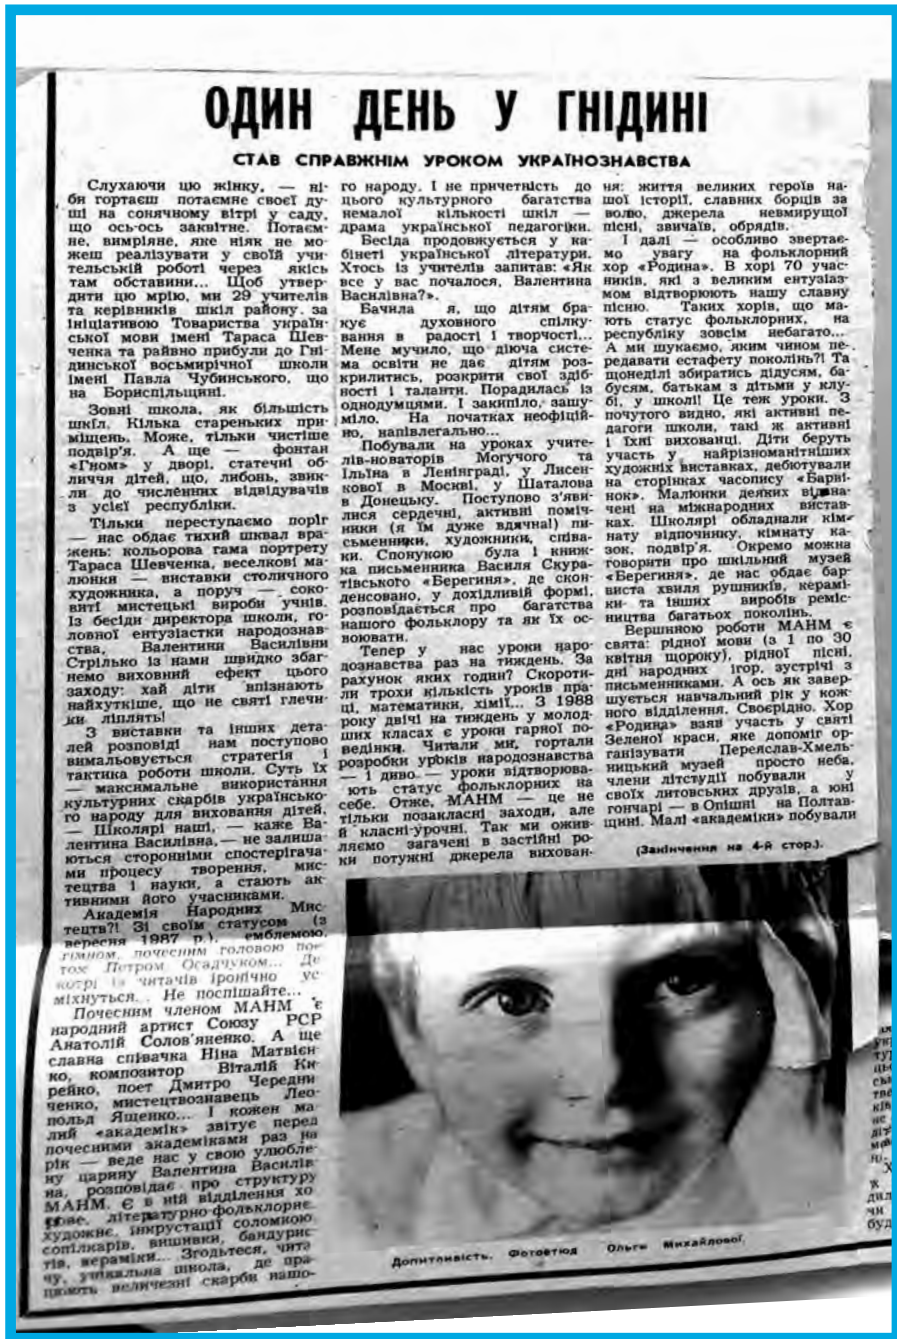 ОДИН ДЕНЬ У ГНІДИНІ
СТАВ СПРАВЖНІМ УРОКОМ УКРАЇНОЗНАВСТВА
Слухаючи цю жінку, — ні-
би гортаєш потаємне своєї ду-
ші на сонячному вітрі у саду,
що ось-ось заквітне. Потаєм-
не, вимріяне, яке ніяк не мо-
жеш реалізувати у своїй учи-
тельській роботі через якісь
там обставини... Щоб утвер-
дити цю мрію, ми 29 учителів
та керівників шкіл району, за
ініціативою Товариства україн-
ської мови імені Тараса Шев-
ченка та райвно прибули до Гні-
динської восьмирічної школи
імені Павла Чубинського, що
на Бориспільщині.
Зовні школа, як більшість
шкіл. Кілька стареньких при-
міщень. Може, тільки чистіше
подвір'я. А ще — фонтан
«Гном» у дворі, статечні об-
личчя дітей, що, либонь, звик-
ли до численних відвідувачів
з усієї республіки.
Тільки переступаємо поріг
— нас обдає тихий шквал вра-
жень: кольорова гама портрету
Тараса Шевченка, веселкові ма-
люнки — виставки столичного
художника, а поруч — соко-
виті мистецькі вироби учнів.
Із бесіди директора школи, го-
ловної ентузіастки народознав-
ства, Валентини Василівни
Стрілько із нами швидко збаг-
немо виховний ефект цього
заходу: хай діти впізнають
найхуткіше, що не святі глечи-
ки ліплять!
З виставки та інших дета-
лей розповіді нам поступово
вимальовується стратегія і
тактика роботи школи. Суть їх
— максимальне використання
культурних скарбів українсько-
го народу для виховання дітей.
— Школярі наші, — каже Ва-
лентина Василівна, — не залиша-
ються сторонніми спостерігача-
ми процесу творення, мис-
тецтва і науки, а стають ак-
тивними його учасниками.
Академія Народних Мис-
тецтв?! Зі своїм статусом (з
вересня 1987 р.), емблемою,
гімном, почесним головою пое-
том Петром Осадчуком... Де
котрі із читачів іронічно ус
міхнуться... Не поспішайте...
Почесним членом МАНМ є
народний артист Союзу РСР
Анатолій Солов'яненко. А ще
славна співачка Ніна Матвієн-
ко, композитор Віталій Ки-
рейко, поет Дмитро Чередни
ченко, мистецтвознавець Лео-
польд Ященко... І кожен ма-
лий «академік» звітує перед
почесними академіками раз на
рік — веде нас у свою улюбле-
ну царину Валентина Василів-
на, розповідає про структуру
МАНМ. Є в ній відділення хо
рове, літературно-фольклорне,
художнє, інкрустації соломкою
сопілкарів, вишивки, бандурис
тів, кераміки... Згодьтеся, чита
чу, унікальна школа, де пра-
цюють величезні скарби нашо-
го народу. І не причетність до
цього культурного багатства
немалої кількості шкіл —
драма української педагогіки.
Бесіда продовжується у ка-
бінеті української літератури.
Хтось із учителів запитав: «Як
все у вас почалося, Валентина
Василівна?».
Бачила я, що дітям бра-
кує духовного спілку-
вання в радості і творчості...
Мене мучило, що діюча систе-
ма освіти не дає дітям роз-
крилитись, розкрити свої здіб-
ності і таланти. Порадилась із
однодумцями. І закипіло, зашу-
міло. На початках неофіцій-
но, напівлегально...
Побували на уроках учите-
лів-новаторів Могучого та
Ільїна в Ленінграді, у Лисен-
кової в Москві, у Шаталова
в Донецьку. Поступово з'яви-
лися сердечні, активні поміч-
ники (я їм дуже вдячна!) пи-
сьменники, художники, співа-
ки. Спонукою була і книж-
ка письменника Василя Скура-
тівського «Берегиня», де скон-
денсовано, у дохідливій формі,
розповідається про багатства
нашого фольклору та як їх ос-
воювати.
Тепер у нас уроки наро-
дознавства раз на тиждень. За
рахунок яких годин? Скороти-
ли трохи кількість уроків пра-
ці, математики, хімії... З 1988
року двічі на тиждень у молод-
ших класах є уроки гарної по-
ведінки. Читали ми, гортали
розробки уроків народознавства
— і диво — уроки відтворюва-
ють статус фольклорних на
себе. Отже, МАНМ — це не
тільки позакласні заходи, але
й класні-урочні. Так ми ожив-
ляємо загачені в застійні ро-
ки потужні джерела вихован-
ня: життя великих героїв на-
шої історії, славних борців за
волю, джерела невмирущої
пісні, звичаїв, обрядів.
І далі — особливо звертає-
мо увагу на фольклорний
хор «Родина». В хорі 70 учас-
ників, які з великим ентузіаз-
мом відтворюють нашу славну
пісню. Таких хорів, що ма-
ють статус фольклорних, на
республіку зовсім небагато...
А ми шукаємо, яким чином пе-
редавати естафету поколінь?! Та
щонеділі збиратись дідусям, ба-
бусям, батькам з дітьми у клу-
бі, у школі! Це теж уроки. З
почутого видно, які активні пе-
дагоги школи, такі ж активні
і їхні вихованці. Діти беруть
участь у найрізноманітніших
художніх виставках, дебютували
на сторінках часопису «Барві-
нок». Малюнки деяких відзна-
чені на міжнародних вистав-
ках. Школярі обладнали кім-
нату відпочинку, кімнату ка-
зок, подвір'я. Окремо можна
говорити про шкільний музей
«Берегиня», де нас обдає бар-
виста хвиля рушників, керамі-
ки та інших виробів реміс-
ництва багатьох поколінь.
Вершиною роботи МАНМ є
свята: рідної мови (з 1 по 30
квітня щороку), рідної пісні,
дні народних ігор, зустрічі з
письменниками. А ось як завер-
шується навчальний рік у кож-
ного відділення. Своєрідно. Хор
«Родина» взяв участь у святі
Зеленої краси, яке допоміг ор-
ганізувати Переяслав-Хмель-
ницький музей просто неба,
члени літстудії побували у
своїх литовських друзів, а юні
гончарі — в Опішні на Полтав-
щині. Малі «академіки» побували
(Закінчення на 4-й стор.).
Допитливість. Фотоетюд Ольги Михайлової.